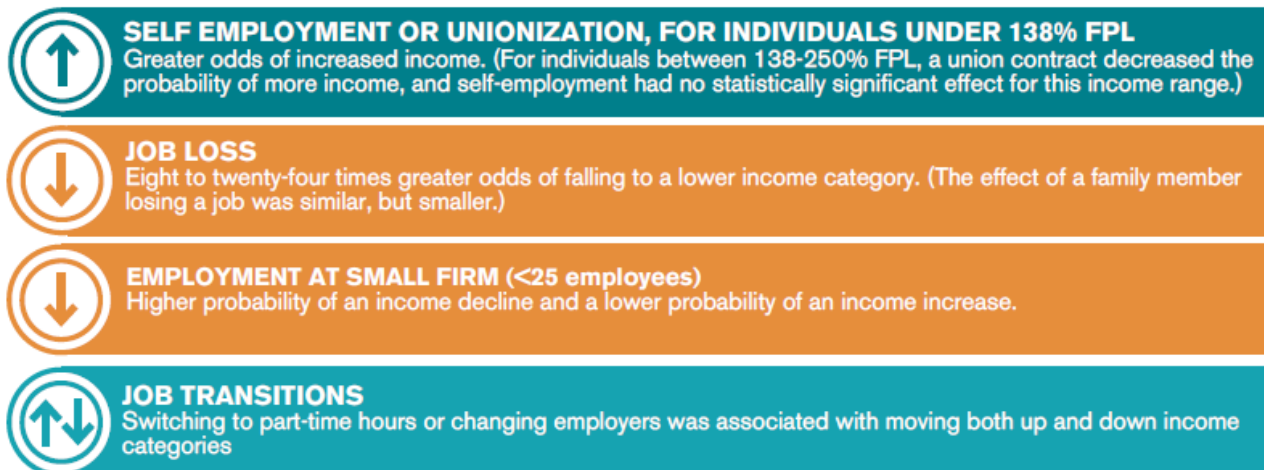 SELF EMPLOYMENT OR UNIONIZATION, FOR INDIVIDUALS UNDER 138% FPL
Greater odds of increased income. (For individuals between 138-250% FPL, a union contract decreased the
probability of more income, and self-employment had no statistically significant effect for this income range.)
JOB LOSS
Eight to twenty-four times greater odds of falling to a lower income category. (The effect of a family member
losing a job was similar, but smaller.)
EMPLOYMENT AT SMALL FIRM (<25 employees)
Higher probability of an income decline and a lower probability of an income increase.
JOB TRANSITIONS
Switching to part-time hours or changing employers was associated with moving both up and down income
categories